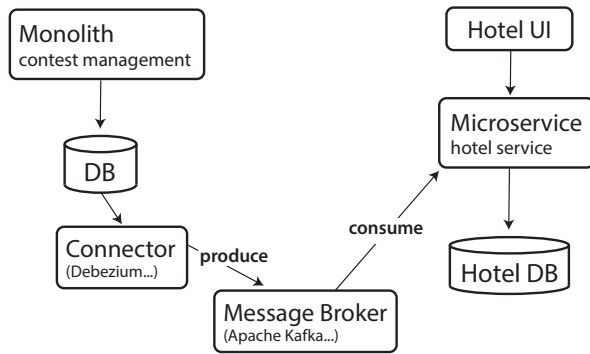 Monolith
contest management
DB
Connector
(Debezium...)
produce
Message Broker
(Apache Kafka...)
consume
Hotel UI
Microservice
hotel service
Hotel DB